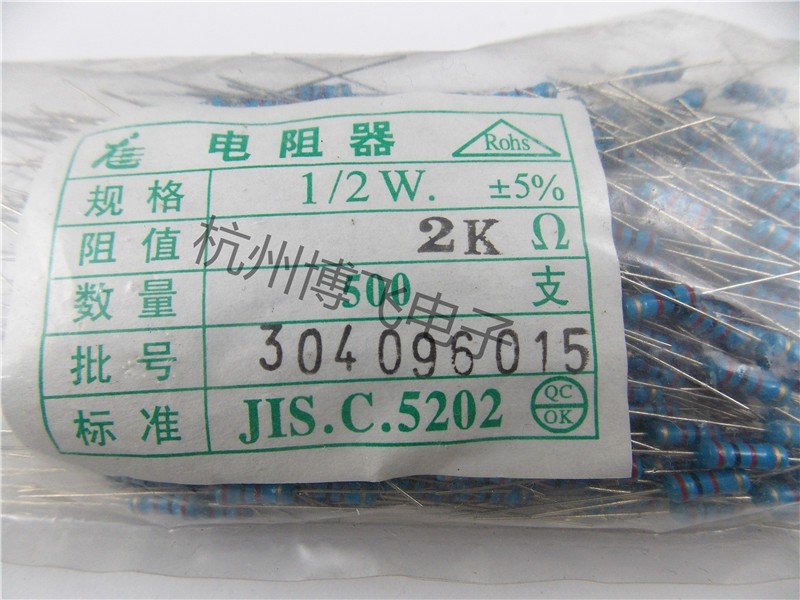 电阻器 Rohs
规格 1/2W. ±5%
阻值 2K Ω
数量 500 支
批号 304096015
标准 JIS.C.5202 QC OK
杭州博飞电子